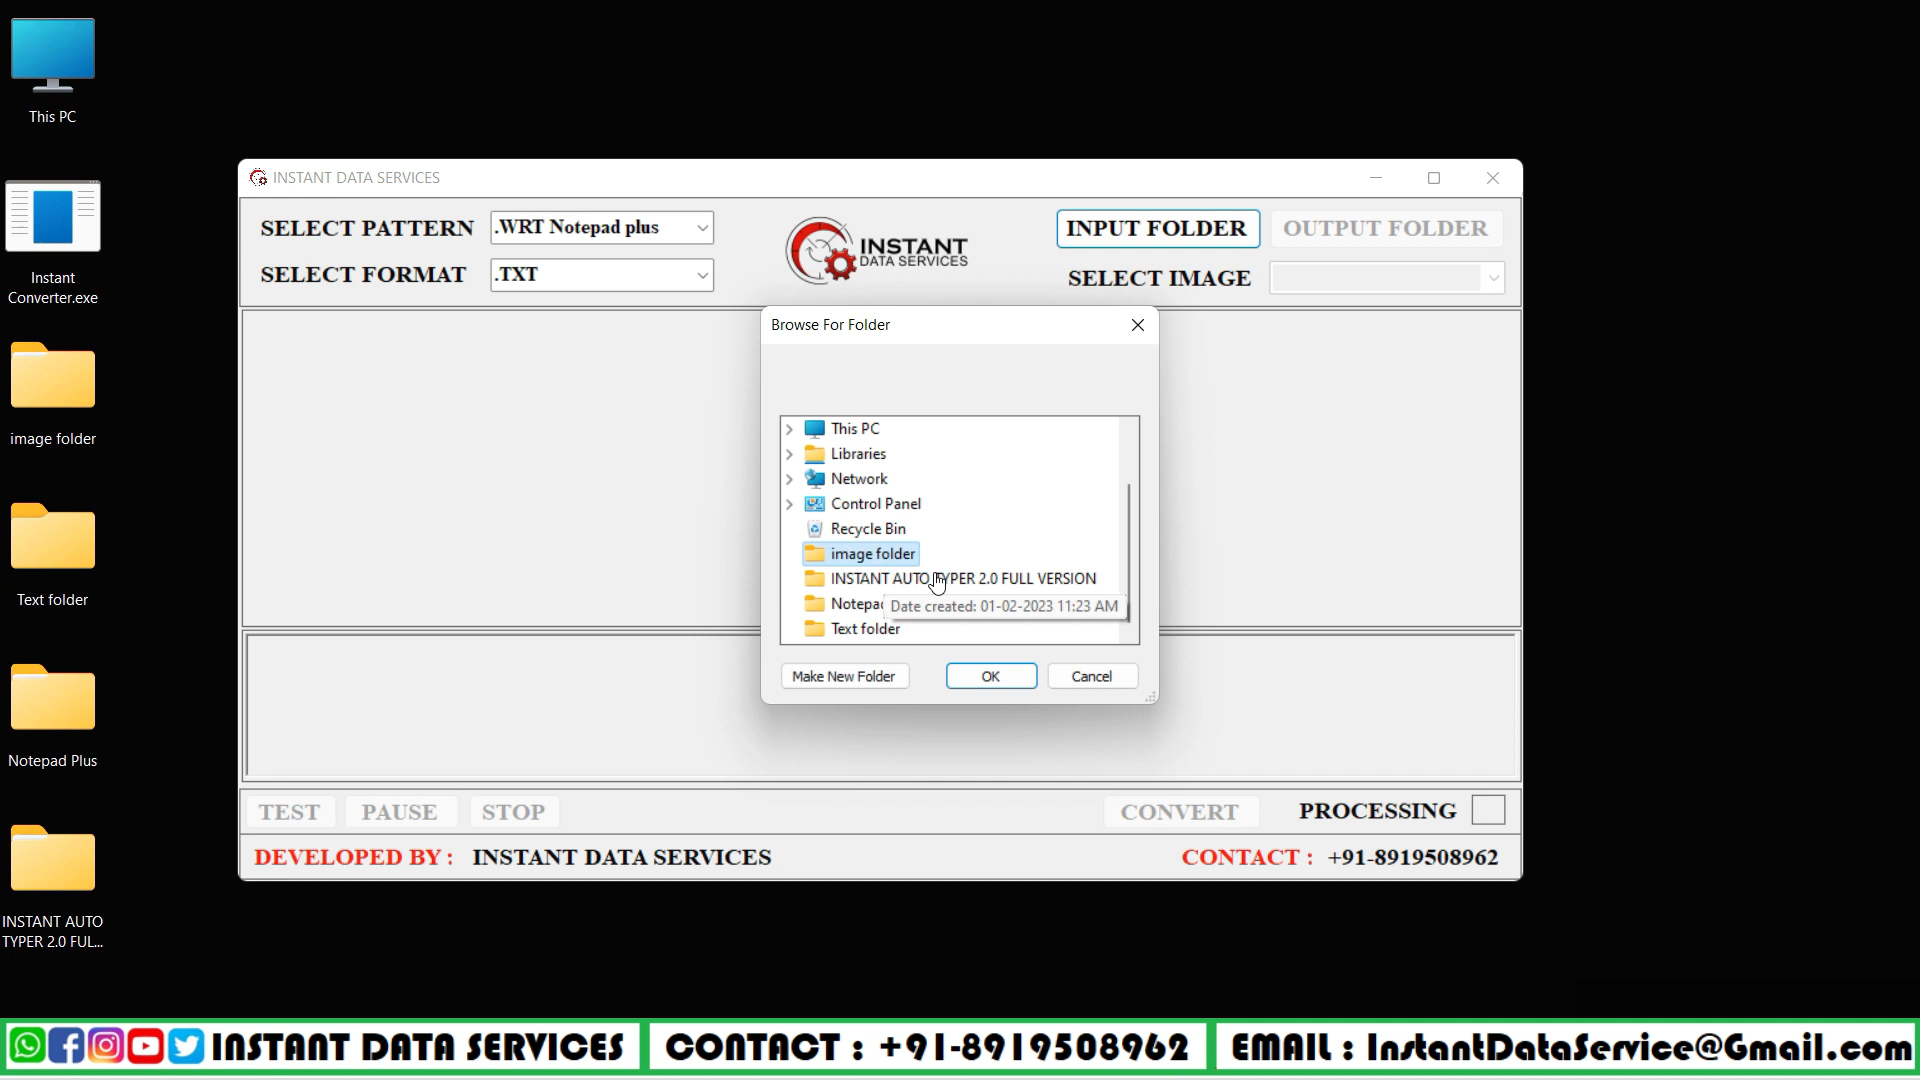 This PC
Instant
Converter.exe
image folder
Text folder
Notepad Plus
INSTANT AUTO
TYPER 2.0 FUL...
INSTANT DATA SERVICES
SELECT PATTERN
.WRT Notepad plus
SELECT FORMAT
.TXT
INSTANT
DATA SERVICES
INPUT FOLDER
OUTPUT FOLDER
SELECT IMAGE
Browse For Folder
This PC
Libraries
Network
Control Panel
Recycle Bin
image folder
INSTANT AUTO TYPER 2.0 FULL VERSION
Notepad
Date created: 01-02-2023 11:23 AM
Text folder
Make New Folder
OK
Cancel
TEST
PAUSE
STOP
CONVERT
PROCESSING
DEVELOPED BY : INSTANT DATA SERVICES
CONTACT : +91-8919508962
INSTANT DATA SERVICES
CONTACT : +91-8919508962
EMAIL : InstantDataService@Gmail.com